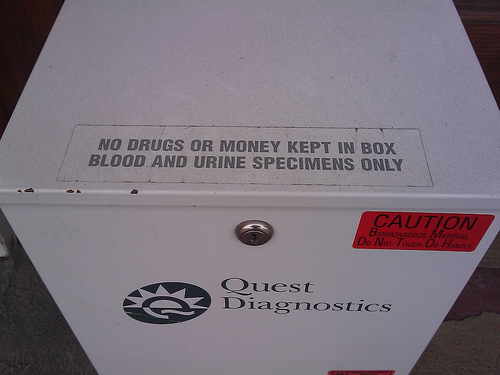 NO DRUGS OR MONEY KEPT IN BOX
BLOOD AND URINE SPECIMENS ONLY
CAUTION
BIOHAZARDOUS MATERIAL
DO NOT TOUCH OR HANDLE
Quest
Diagnostics